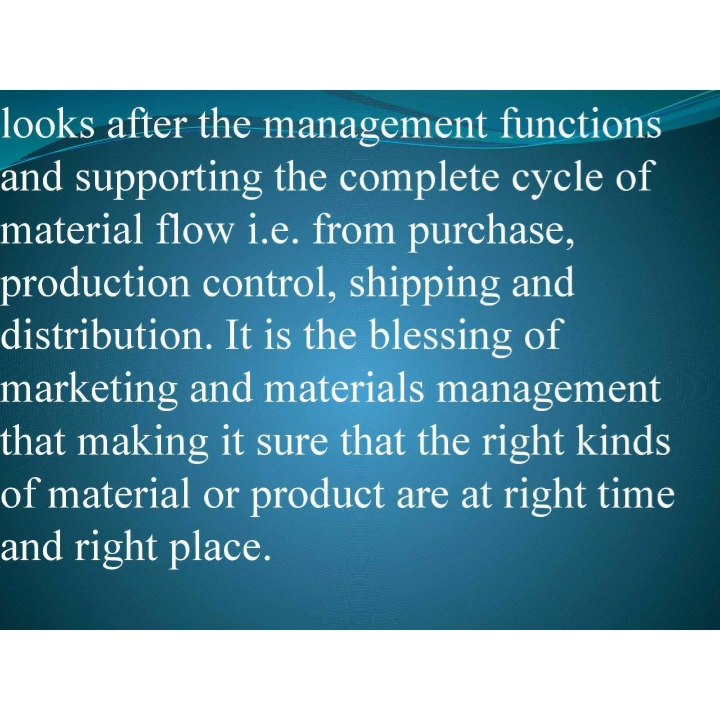 looks after the management functions
and supporting the complete cycle of
material flow i.e. from purchase,
production control, shipping and
distribution. It is the blessing of
marketing and materials management
that making it sure that the right kinds
of material or product are at right time
and right place.